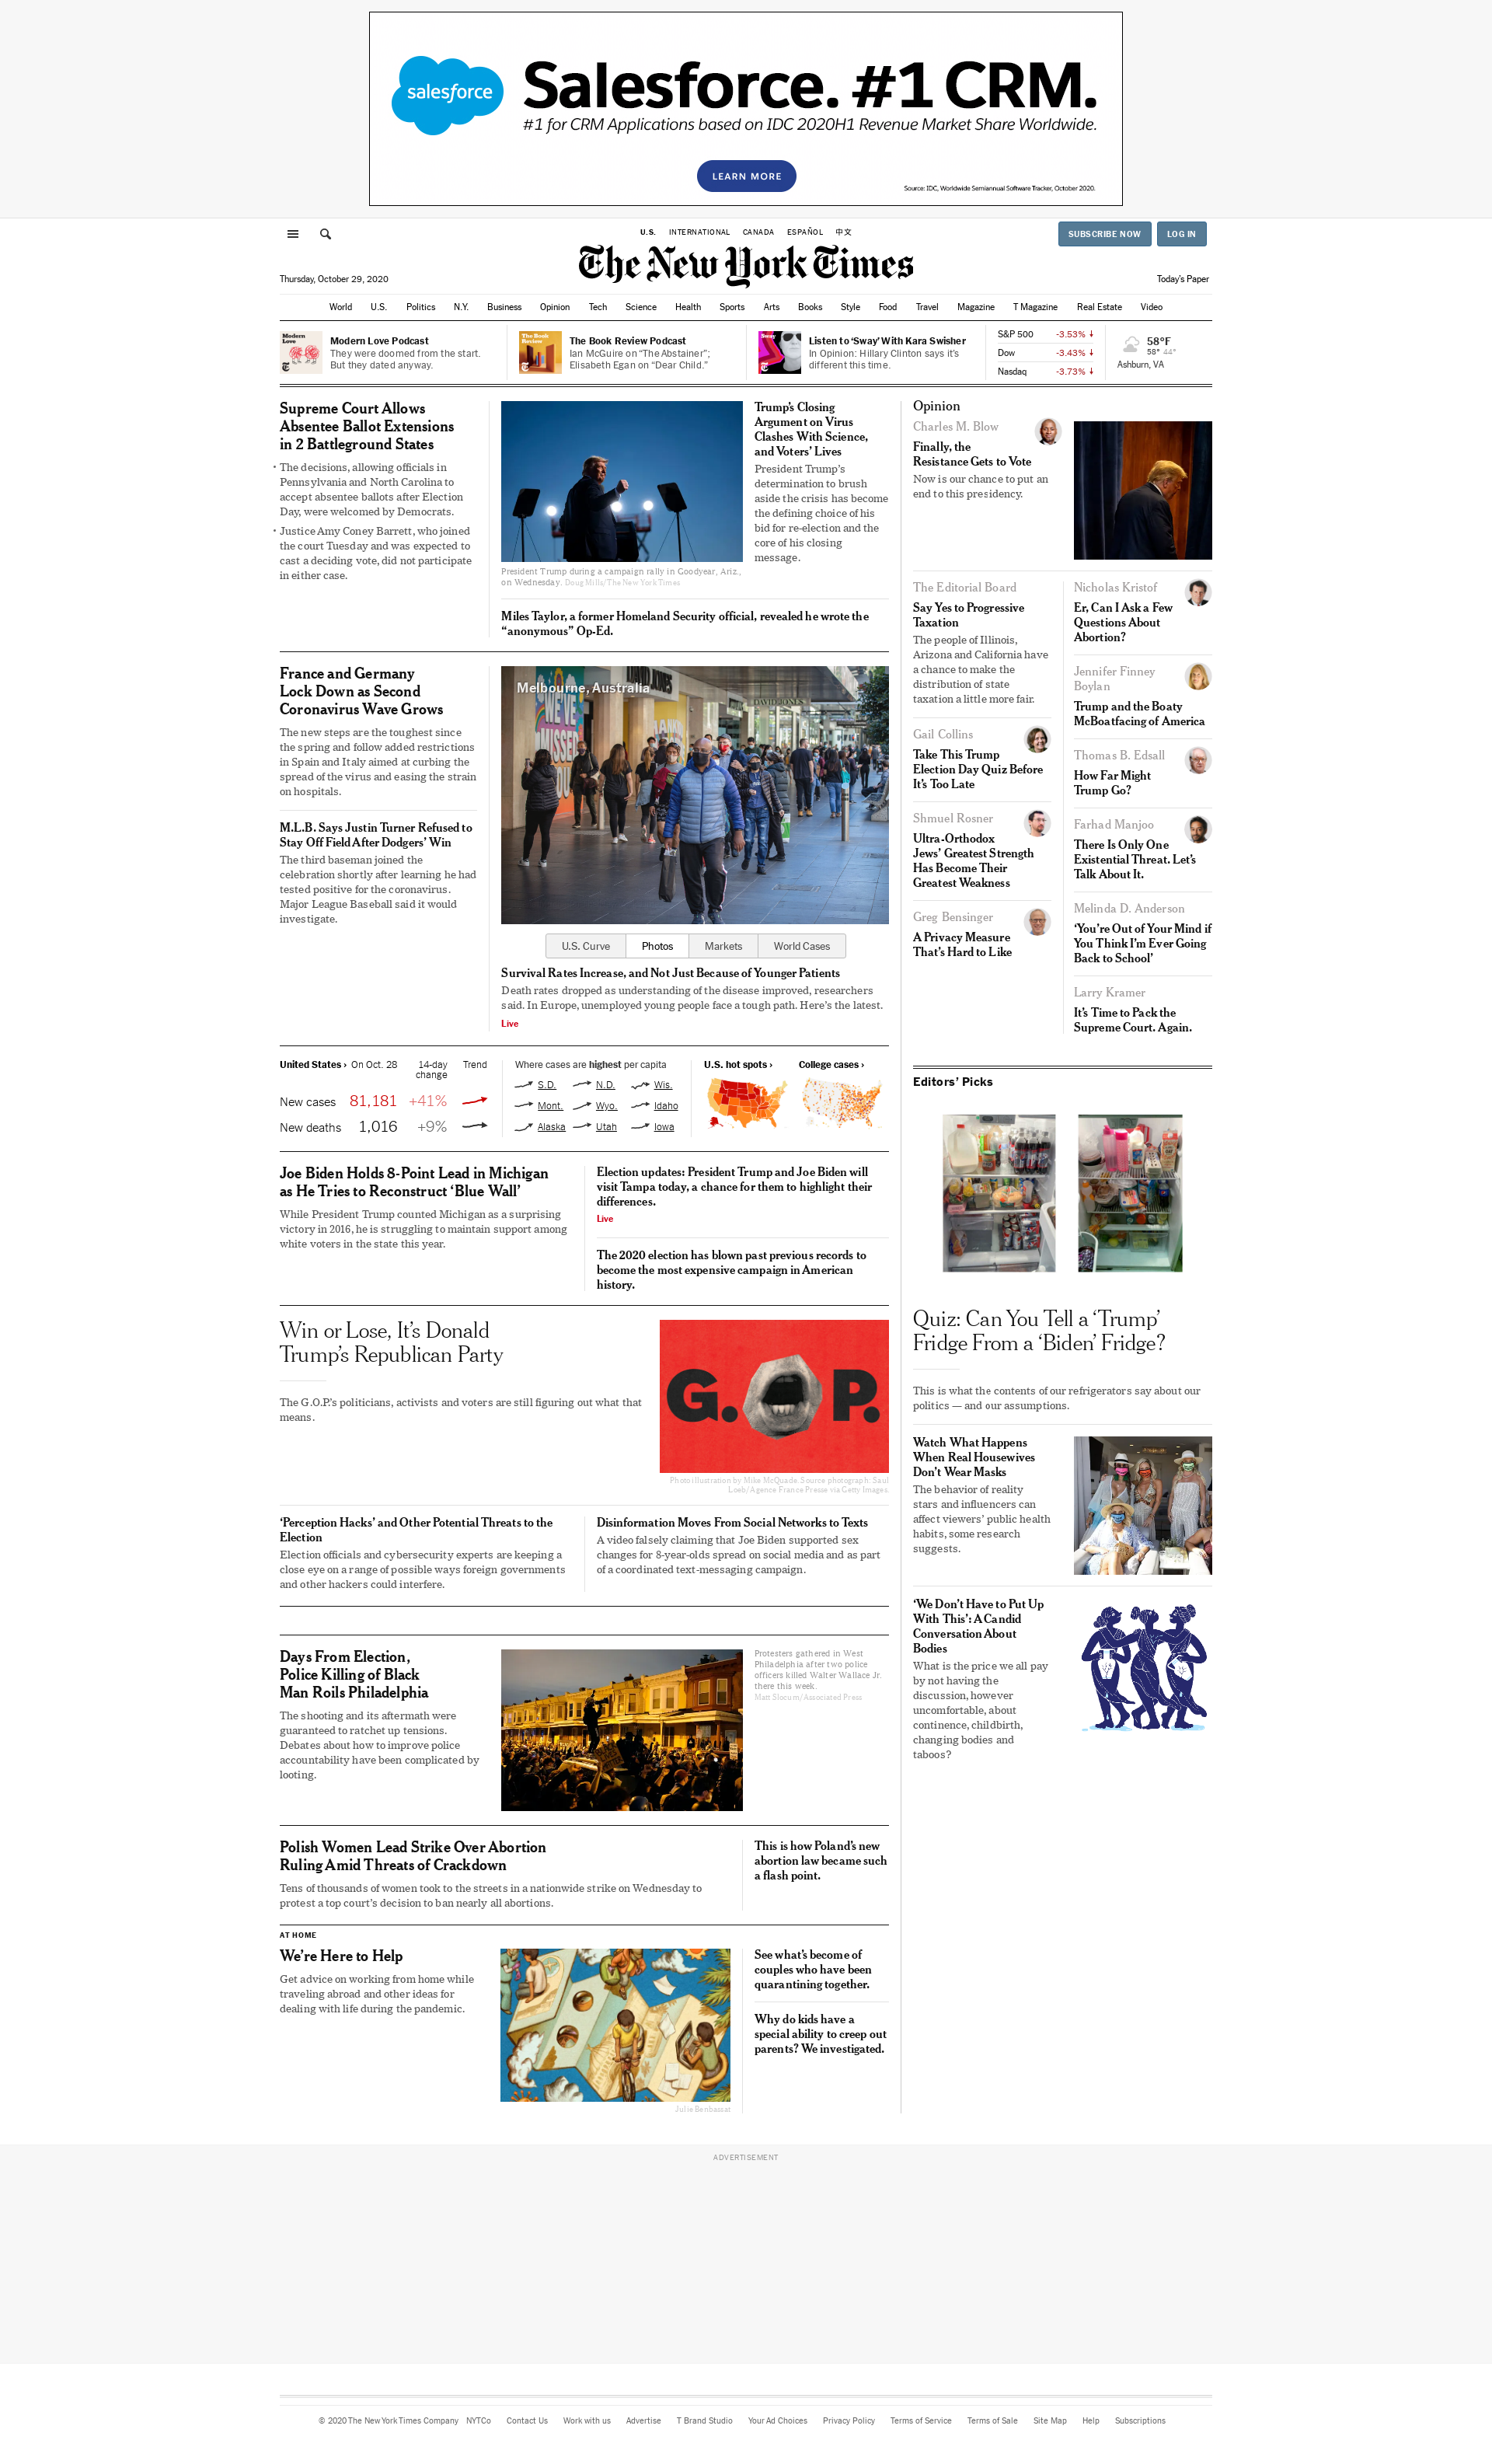 salesforce
Salesforce. #1 CRM.
#1 for CRM Applications based on IDC 2020H1 Revenue Market Share Worldwide.
LEARN MORE
Source: IDC, Worldwide Semiannual Software Tracker, October 2020.
U.S. INTERNATIONAL CANADA ESPAÑOL 中文
SUBSCRIBE NOW LOG IN
The New York Times
Thursday, October 29, 2020
Today's Paper
World U.S. Politics N.Y. Business Opinion Tech Science Health Sports Arts Books Style Food Travel Magazine T Magazine Real Estate Video
Modern Love
Modern Love Podcast
They were doomed from the start.
But they dated anyway.
The Book Review
The Book Review Podcast
Ian McGuire on “The Abstainer”;
Elisabeth Egan on “Dear Child.”
Sway
Listen to ‘Sway’ With Kara Swisher
In Opinion: Hillary Clinton says it’s
different this time.
S&P 500 -3.53%
Dow -3.43%
Nasdaq -3.73%
58°F
58° 44°
Ashburn, VA
Supreme Court Allows
Absentee Ballot Extensions
in 2 Battleground States
• The decisions, allowing officials in
Pennsylvania and North Carolina to
accept absentee ballots after Election
Day, were welcomed by Democrats.
• Justice Amy Coney Barrett, who joined
the court Tuesday and was expected to
cast a deciding vote, did not participate
in either case.
President Trump during a campaign rally in Goodyear, Ariz.,
on Wednesday. Doug Mills/The New York Times
Trump’s Closing
Argument on Virus
Clashes With Science,
and Voters’ Lives
President Trump’s
determination to brush
aside the crisis has become
the defining choice of his
bid for re-election and the
core of his closing
message.
Miles Taylor, a former Homeland Security official, revealed he wrote the
“anonymous” Op-Ed.
France and Germany
Lock Down as Second
Coronavirus Wave Grows
The new steps are the toughest since
the spring and follow added restrictions
in Spain and Italy aimed at curbing the
spread of the virus and easing the strain
on hospitals.
M.L.B. Says Justin Turner Refused to
Stay Off Field After Dodgers’ Win
The third baseman joined the
celebration shortly after learning he had
tested positive for the coronavirus.
Major League Baseball said it would
investigate.
Melbourne, Australia
WE'VE
MISSED
DAVID JONES
U.S. Curve Photos Markets World Cases
Survival Rates Increase, and Not Just Because of Younger Patients
Death rates dropped as understanding of the disease improved, researchers
said. In Europe, unemployed young people face a tough path. Here’s the latest.
Live
United States › On Oct. 28 14-day change Trend
New cases 81,181 +41%
New deaths 1,016 +9%
Where cases are highest per capita
S.D. N.D. Wis.
Mont. Wyo. Idaho
Alaska Utah Iowa
U.S. hot spots › College cases ›
Joe Biden Holds 8-Point Lead in Michigan
as He Tries to Reconstruct ‘Blue Wall’
While President Trump counted Michigan as a surprising
victory in 2016, he is struggling to maintain support among
white voters in the state this year.
Election updates: President Trump and Joe Biden will
visit Tampa today, a chance for them to highlight their
differences.
Live
The 2020 election has blown past previous records to
become the most expensive campaign in American
history.
Win or Lose, It’s Donald
Trump’s Republican Party
The G.O.P.’s politicians, activists and voters are still figuring out what that
means.
G.O.P.
Photo illustration by Mike McQuade. Source photograph: Saul
Loeb/Agence France-Presse via Getty Images.
‘Perception Hacks’ and Other Potential Threats to the
Election
Election officials and cybersecurity experts are keeping a
close eye on a range of possible ways foreign governments
and other hackers could interfere.
Disinformation Moves From Social Networks to Texts
A video falsely claiming that Joe Biden supported sex
changes for 8-year-olds spread on social media and as part
of a coordinated text-messaging campaign.
Days From Election,
Police Killing of Black
Man Roils Philadelphia
The shooting and its aftermath were
guaranteed to ratchet up tensions.
Debates about how to improve police
accountability have been complicated by
looting.
Protesters gathered in West
Philadelphia after two police
officers killed Walter Wallace Jr.
there this week.
Matt Slocum/Associated Press
Polish Women Lead Strike Over Abortion
Ruling Amid Threats of Crackdown
Tens of thousands of women took to the streets in a nationwide strike on Wednesday to
protest a top court’s decision to ban nearly all abortions.
This is how Poland’s new
abortion law became such
a flash point.
AT HOME
We’re Here to Help
Get advice on working from home while
traveling abroad and other ideas for
dealing with life during the pandemic.
Julie Benbassat
See what’s become of
couples who have been
quarantining together.
Why do kids have a
special ability to creep out
parents? We investigated.
Opinion
Charles M. Blow
Finally, the
Resistance Gets to Vote
Now is our chance to put an
end to this presidency.
The Editorial Board
Say Yes to Progressive
Taxation
The people of Illinois,
Arizona and California have
a chance to make the
distribution of state
taxation a little more fair.
Gail Collins
Take This Trump
Election Day Quiz Before
It’s Too Late
Shmuel Rosner
Ultra-Orthodox
Jews’ Greatest Strength
Has Become Their
Greatest Weakness
Greg Bensinger
A Privacy Measure
That’s Hard to Like
Nicholas Kristof
Er, Can I Ask a Few
Questions About
Abortion?
Jennifer Finney
Boylan
Trump and the Boaty
McBoatfacing of America
Thomas B. Edsall
How Far Might
Trump Go?
Farhad Manjoo
There Is Only One
Existential Threat. Let’s
Talk About It.
Melinda D. Anderson
‘You’re Out of Your Mind if
You Think I’m Ever Going
Back to School’
Larry Kramer
It’s Time to Pack the
Supreme Court. Again.
Editors’ Picks
Quiz: Can You Tell a ‘Trump’
Fridge From a ‘Biden’ Fridge?
This is what the contents of our refrigerators say about our
politics — and our assumptions.
Watch What Happens
When Real Housewives
Don’t Wear Masks
The behavior of reality
stars and influencers can
affect viewers’ public health
habits, some research
suggests.
‘We Don’t Have to Put Up
With This’: A Candid
Conversation About
Bodies
What is the price we all pay
by not having the
discussion, however
uncomfortable, about
continence, childbirth,
changing bodies and
taboos?
ADVERTISEMENT
© 2020 The New York Times Company NYTCo Contact Us Work with us Advertise T Brand Studio Your Ad Choices Privacy Policy Terms of Service Terms of Sale Site Map Help Subscriptions